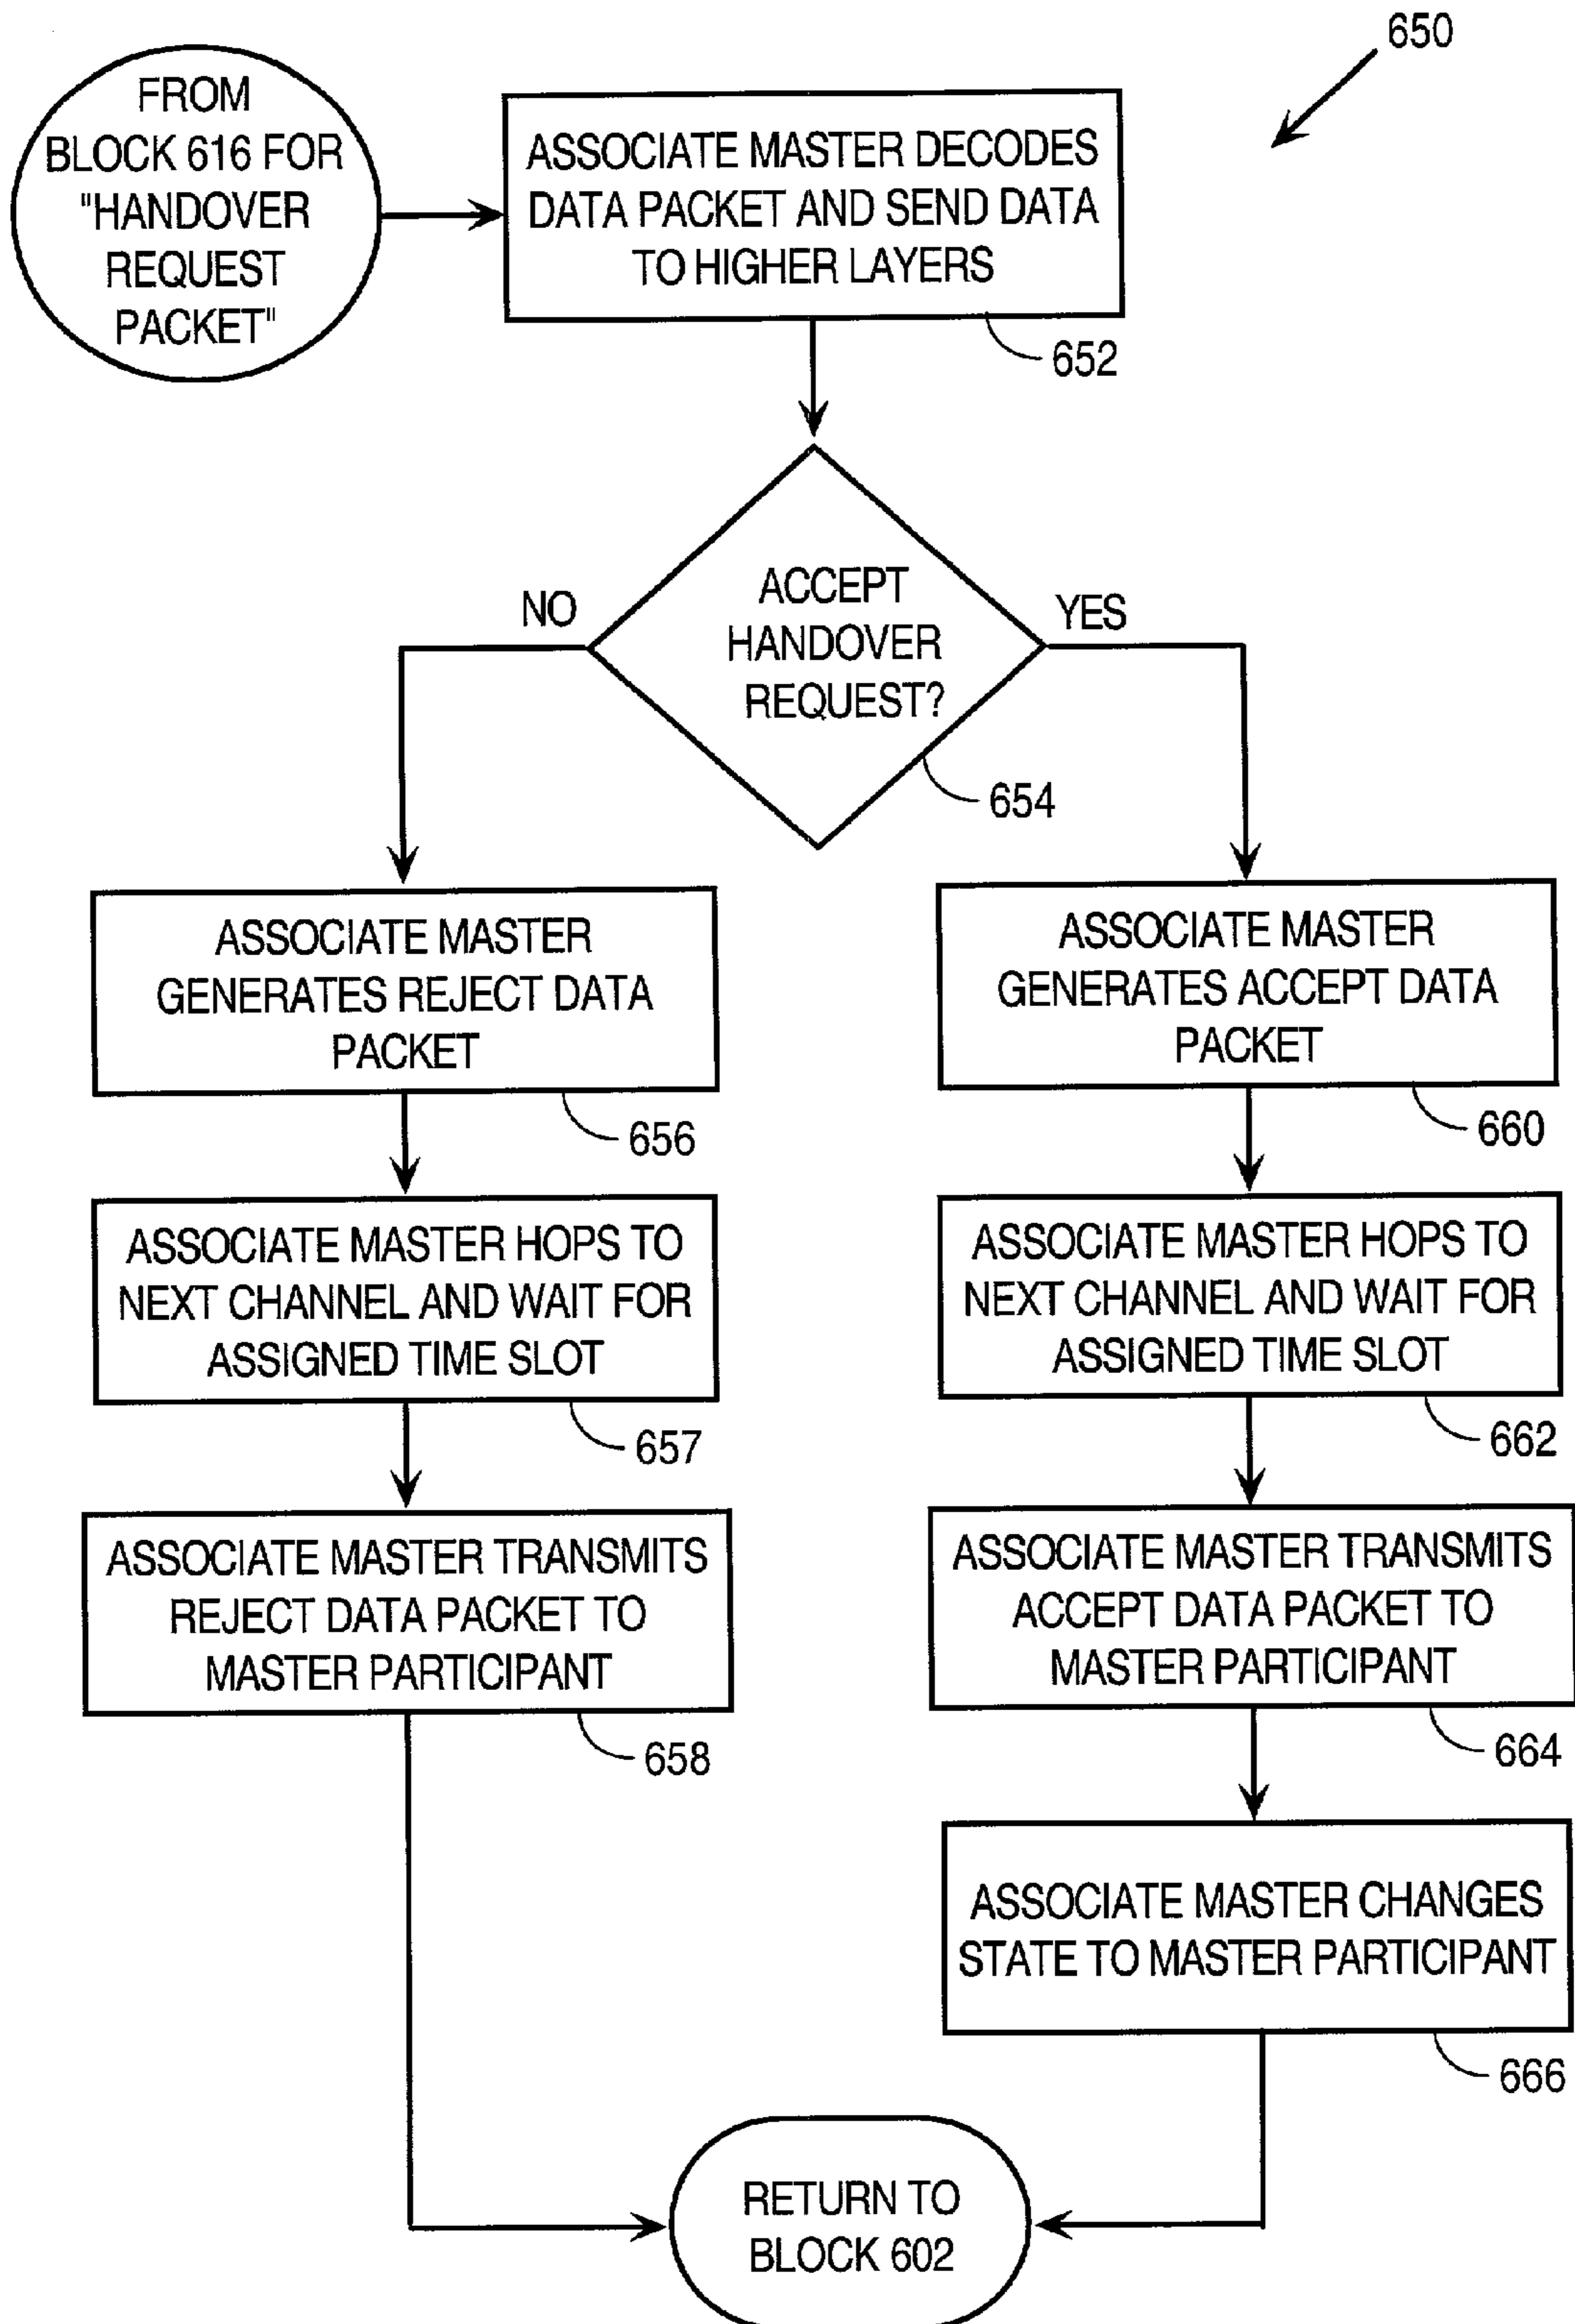 650
FROM
BLOCK 616 FOR
"HANDOVER
REQUEST
PACKET"
ASSOCIATE MASTER DECODES
DATA PACKET AND SEND DATA
TO HIGHER LAYERS
652
ACCEPT
HANDOVER
REQUEST?
NO
YES
654
ASSOCIATE MASTER
GENERATES REJECT DATA
PACKET
656
ASSOCIATE MASTER
GENERATES ACCEPT DATA
PACKET
660
ASSOCIATE MASTER HOPS TO
NEXT CHANNEL AND WAIT FOR
ASSIGNED TIME SLOT
657
ASSOCIATE MASTER HOPS TO
NEXT CHANNEL AND WAIT FOR
ASSIGNED TIME SLOT
662
ASSOCIATE MASTER TRANSMITS
REJECT DATA PACKET TO
MASTER PARTICIPANT
658
ASSOCIATE MASTER TRANSMITS
ACCEPT DATA PACKET TO
MASTER PARTICIPANT
664
ASSOCIATE MASTER CHANGES
STATE TO MASTER PARTICIPANT
666
RETURN TO
BLOCK 602